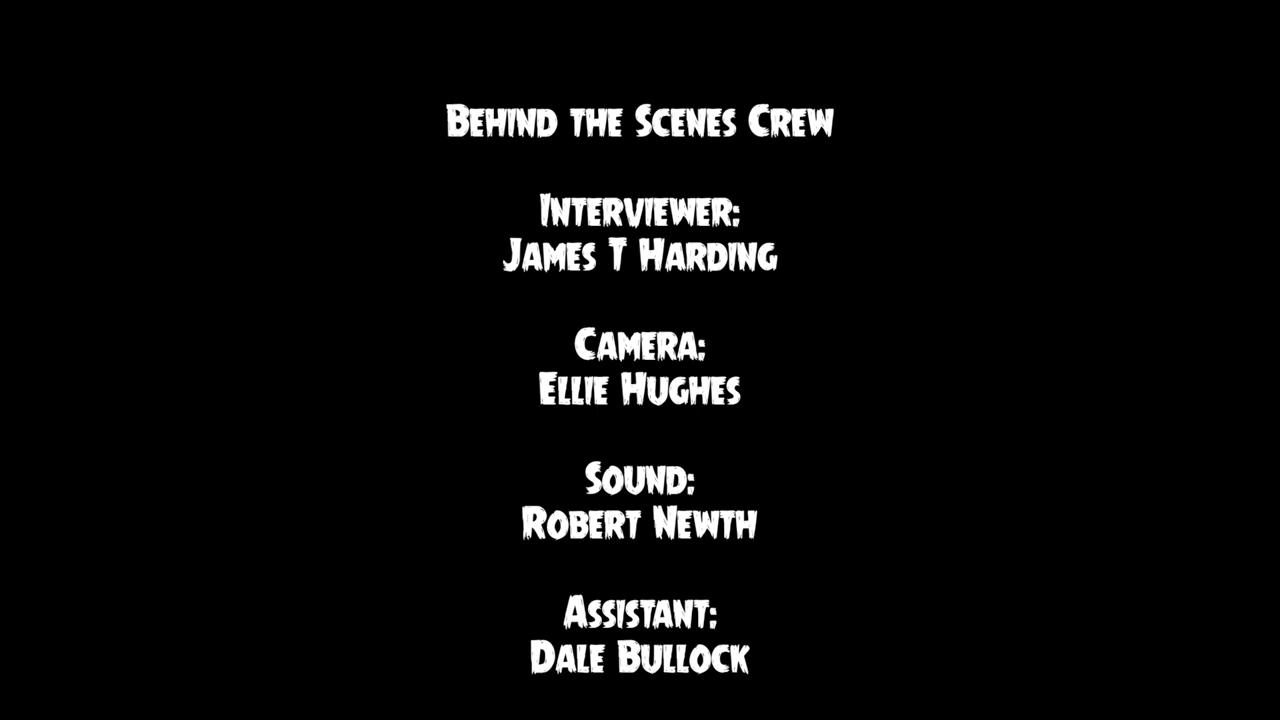 Behind the Scenes Crew
Interviewer:
James T Harding
Camera:
Ellie Hughes
Sound:
Robert Newth
Assistant:
Dale Bullock